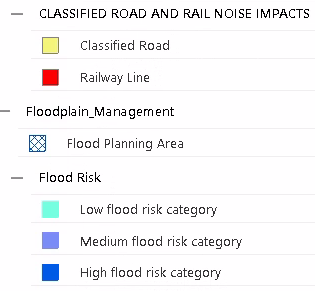 CLASSIFIED ROAD AND RAIL NOISE IMPACTS
Classified Road
Railway Line
Floodplain_Management
Flood Planning Area
Flood Risk
Low flood risk category
Medium flood risk category
High flood risk category